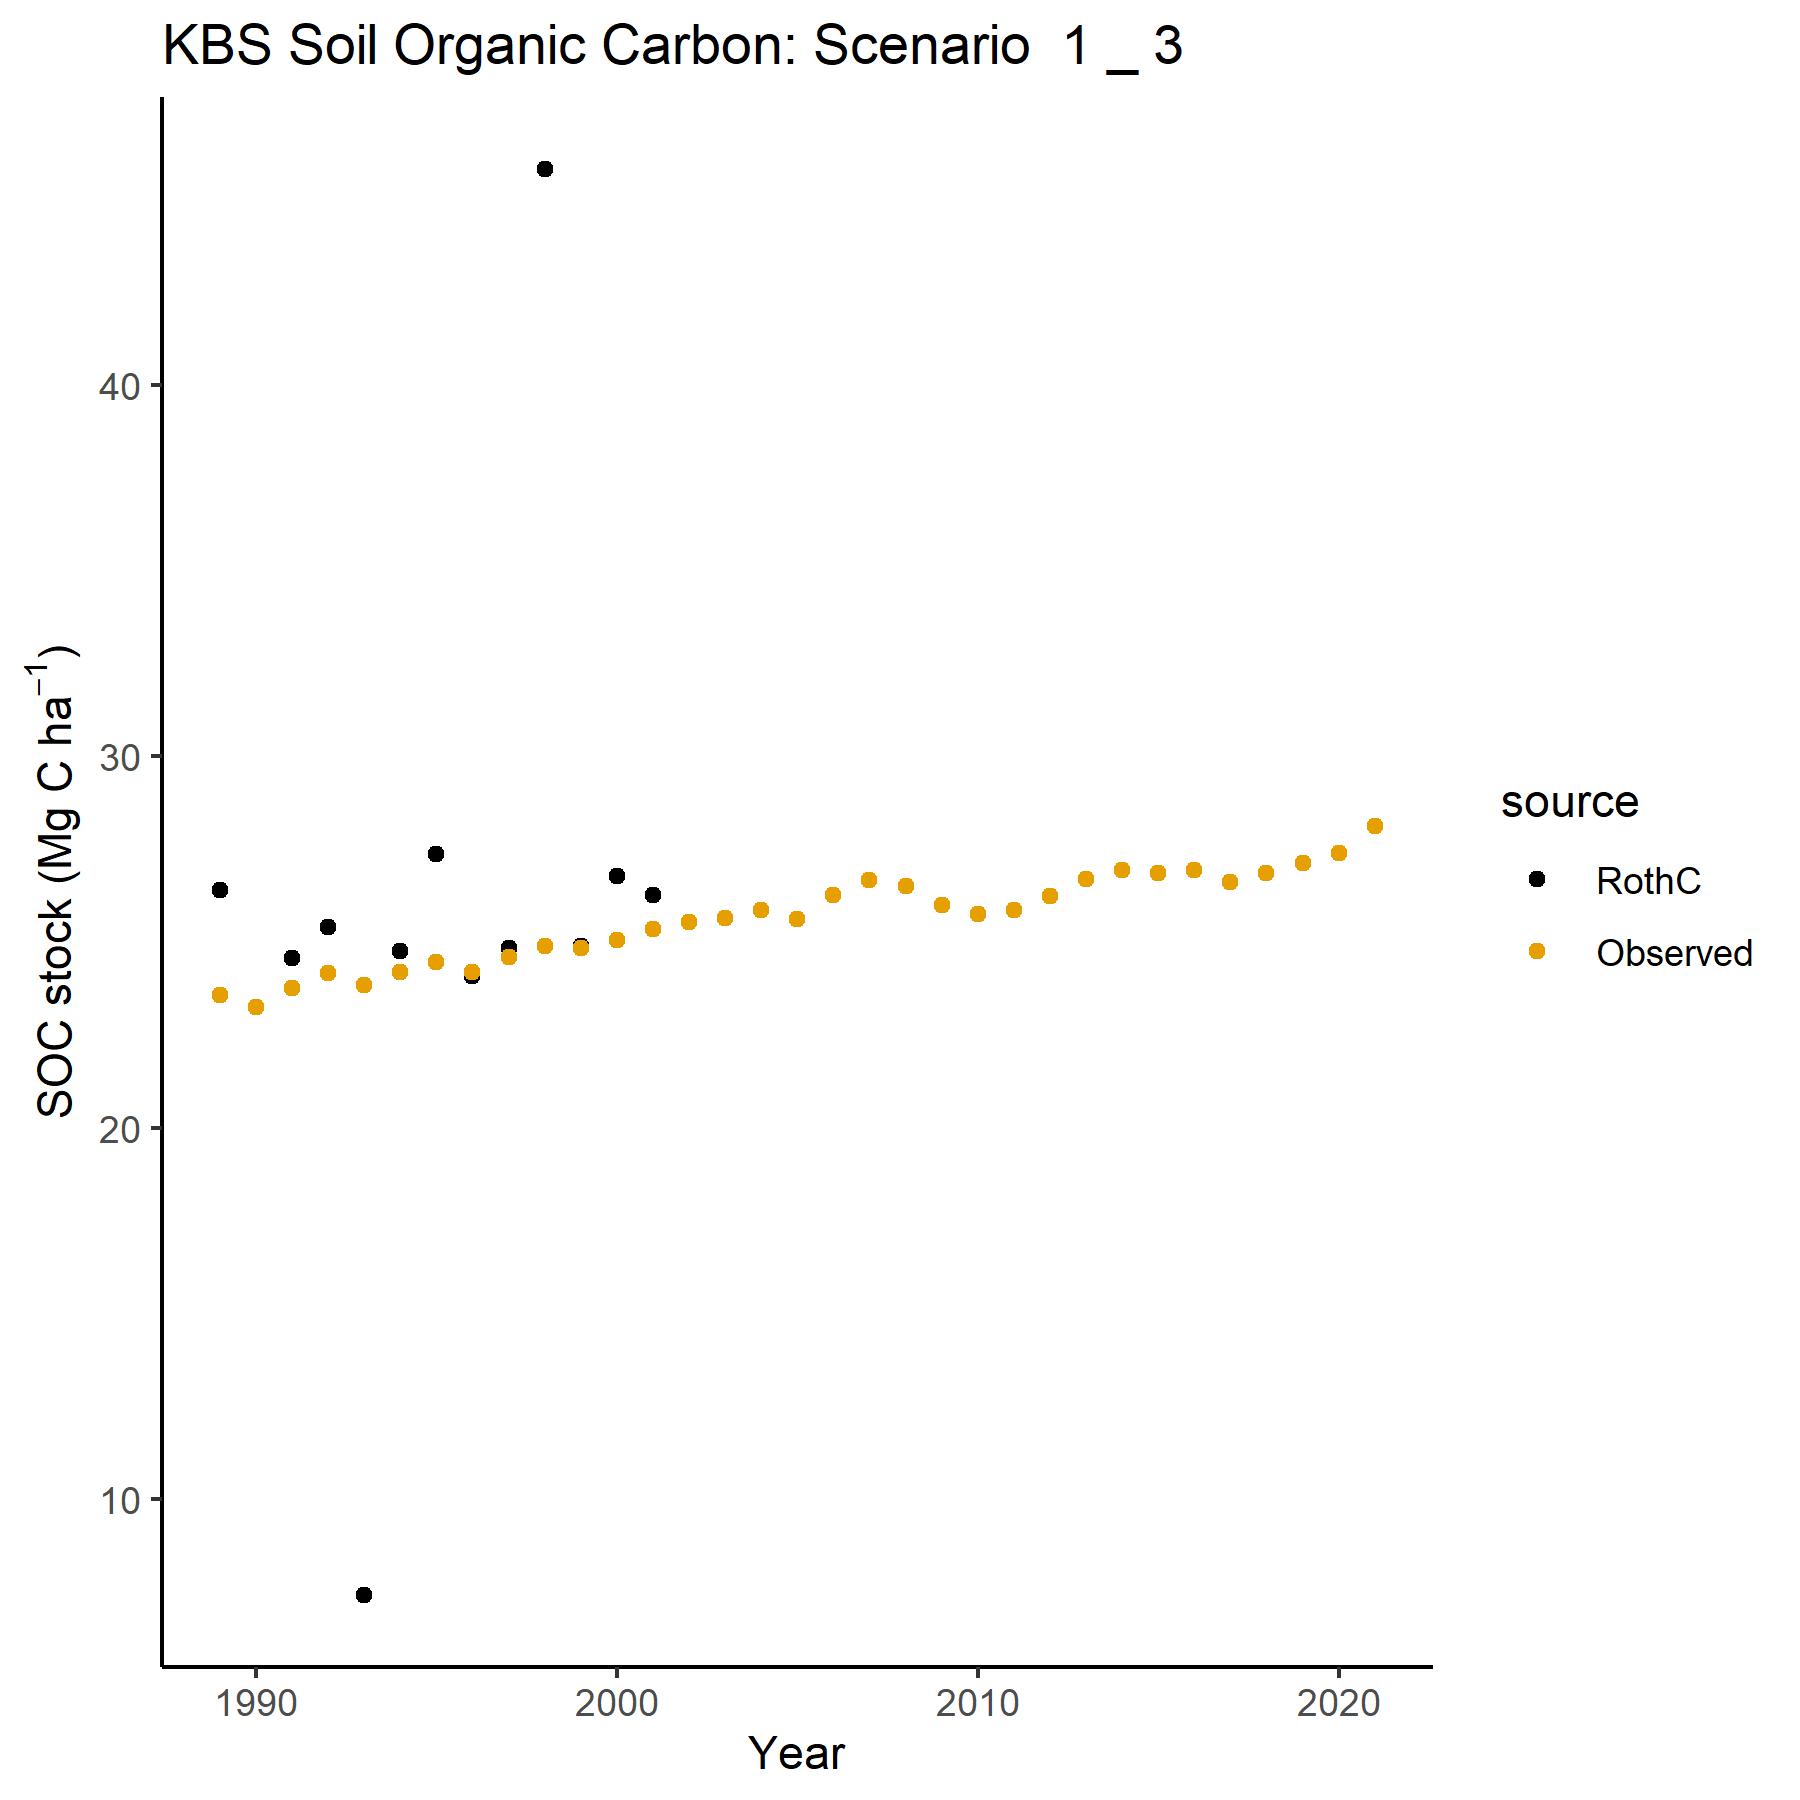 KBS Soil Organic Carbon: Scenario  1 _ 3
SOC stock (Mg C ha⁻¹)
40
30
20
10
1990
2000
2010
2020
Year
source
RothC
Observed